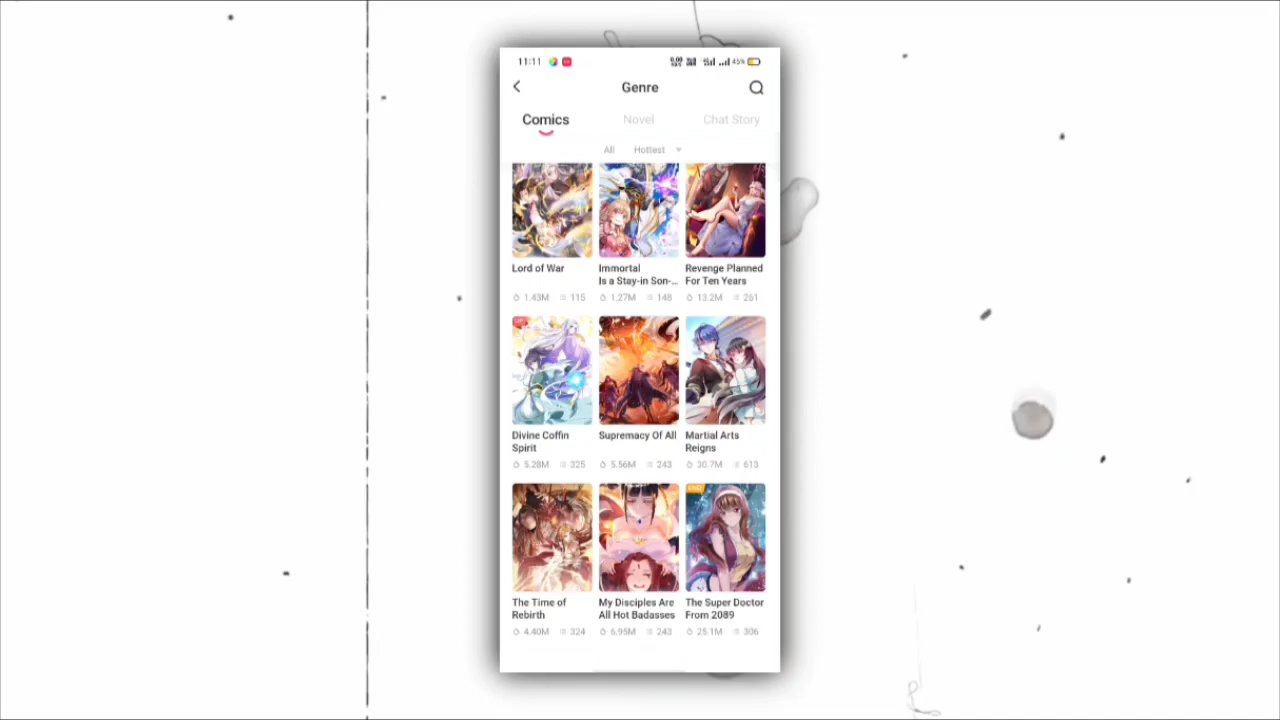 11:11
45%
Genre
Comics
Novel
Chat Story
All
Hottest
Lord of War
Immortal
Is a Stay-in Son-...
Revenge Planned
For Ten Years
1.43M
115
1.27M
148
13.2M
261
Divine Coffin
Spirit
Supremacy Of All
Martial Arts
Reigns
5.28M
325
5.56M
243
30.7M
613
The Time of
Rebirth
My Disciples Are
All Hot Badasses
The Super Doctor
From 2089
4.40M
324
6.95M
243
25.1M
306